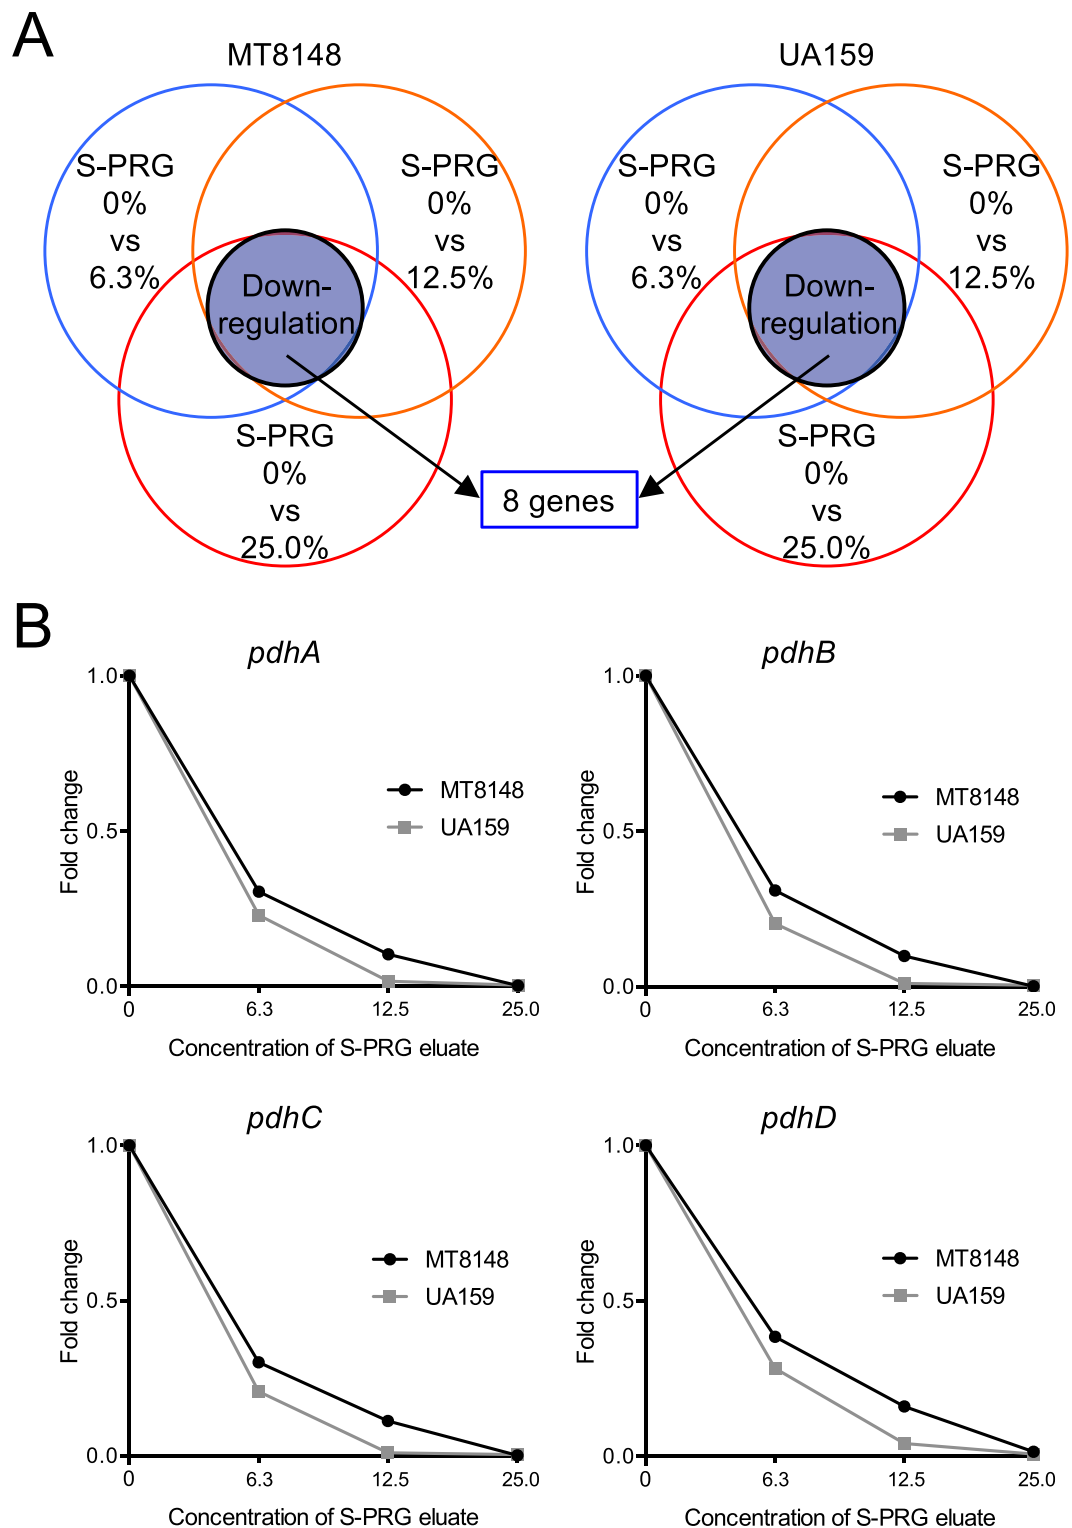 A
MT8148
S-PRG
0%
vs
6.3%
S-PRG
0%
vs
12.5%
Down-
regulation
S-PRG
0%
vs
25.0%
UA159
S-PRG
0%
vs
6.3%
S-PRG
0%
vs
12.5%
Down-
regulation
S-PRG
0%
vs
25.0%
8 genes
B
pdhA
1.0
0.5
0.0
Fold change
MT8148
UA159
0 6.3 12.5 25.0
Concentration of S-PRG eluate
pdhB
1.0
0.5
0.0
Fold change
MT8148
UA159
0 6.3 12.5 25.0
Concentration of S-PRG eluate
pdhC
1.0
0.5
0.0
Fold change
MT8148
UA159
0 6.3 12.5 25.0
Concentration of S-PRG eluate
pdhD
1.0
0.5
0.0
Fold change
MT8148
UA159
0 6.3 12.5 25.0
Concentration of S-PRG eluate